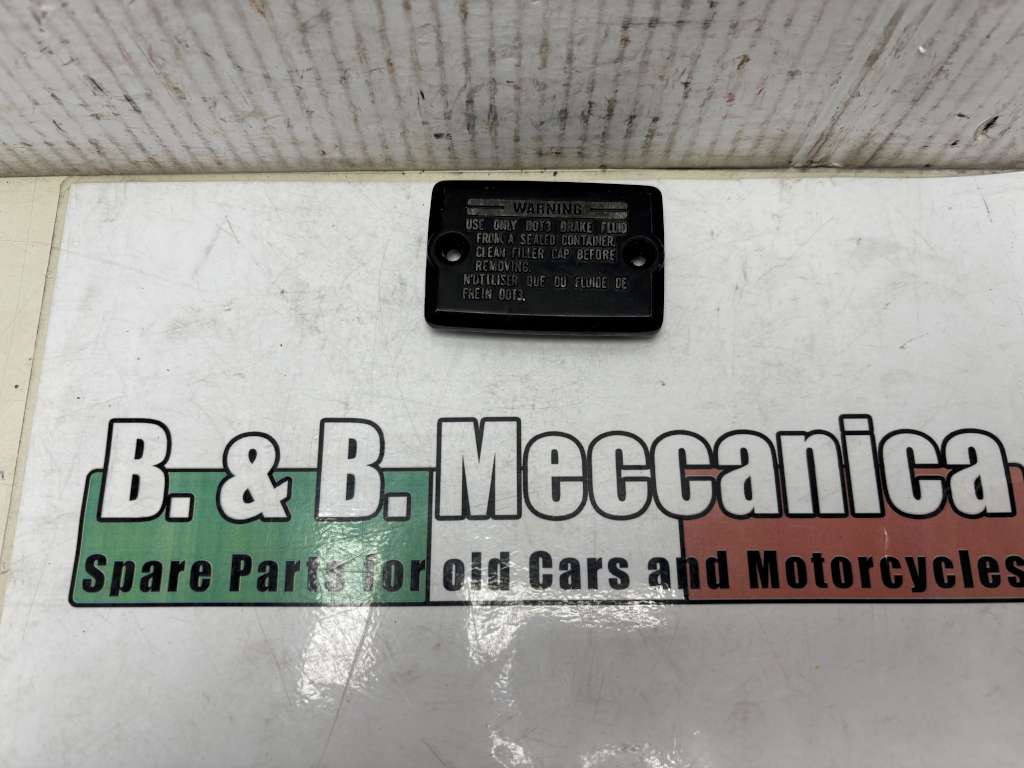 WARNING
USE ONLY DOT3 BRAKE FLUID
FROM A SEALED CONTAINER.
CLEAN FILLER CAP BEFORE
REMOVING.
N'UTILISER QUE DU FLUIDE DE
FREIN DOT3.
B. & B. Meccanica
Spare Parts for old Cars and Motorcycles